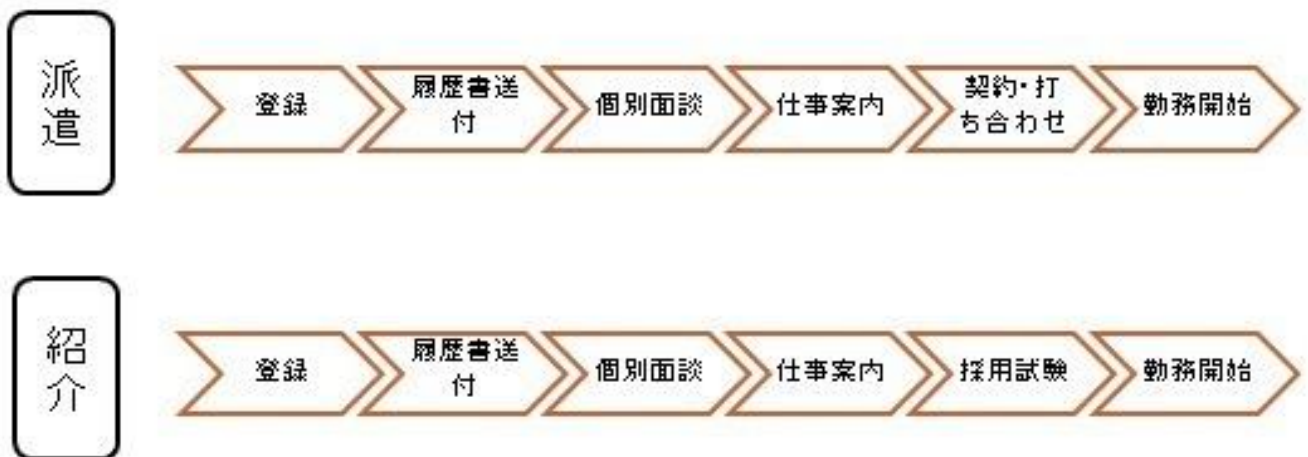 派遣
登録
履歴書送
付
個別面談
仕事案内
契約・打
ち合わせ
勤務開始
紹介
登録
履歴書送
付
個別面談
仕事案内
採用試験
勤務開始